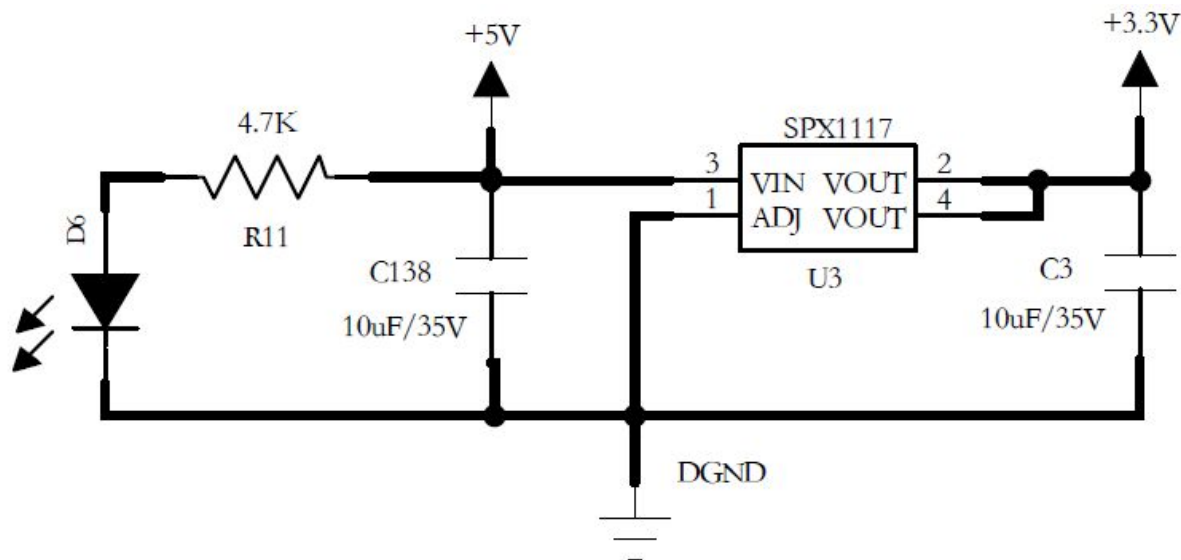 +5V
+3.3V
4.7K
SPX1117
3
VIN
VOUT
2
1
ADJ
VOUT
4
D6
R11
C138
U3
C3
10uF/35V
10uF/35V
DGND